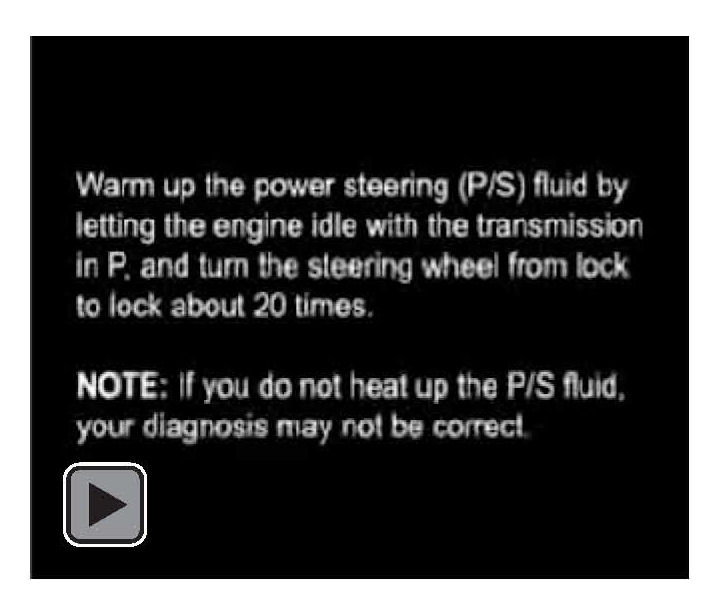 Warm up the power steering (P/S) fluid by
letting the engine idle with the transmission
in P, and turn the steering wheel from lock
to lock about 20 times.
NOTE: If you do not heat up the P/S fluid,
your diagnosis may not be correct.